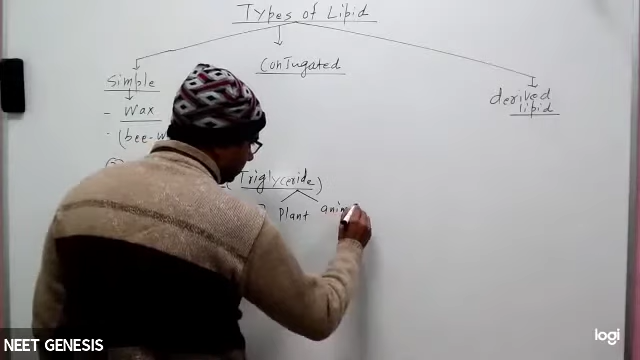 Types of Lipid
Simple
Conjugated
derived
lipid
- Wax
(bee-w
(Triglyceride)
Plant anim
NEET GENESIS
logi